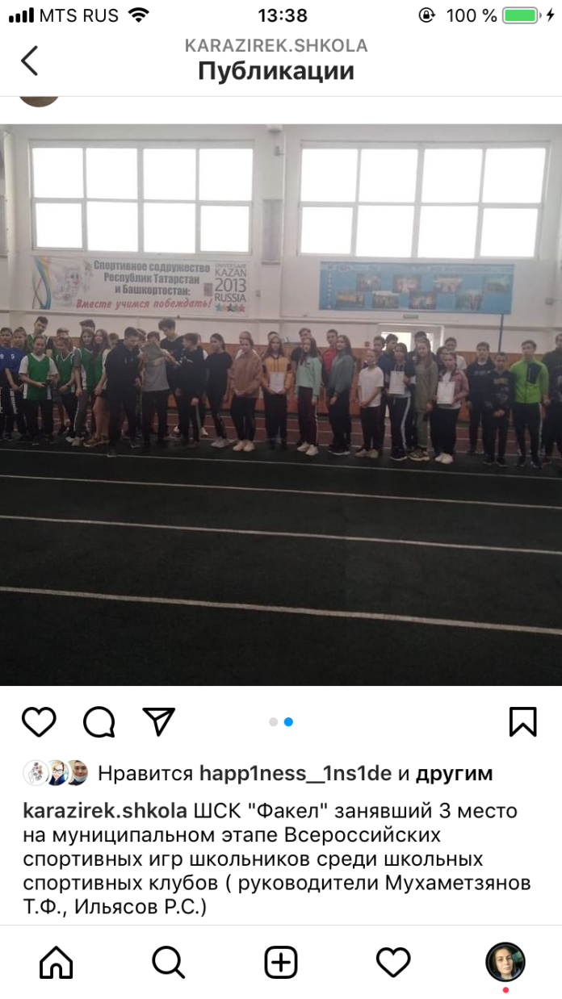 MTS RUS
13:38
100 %
KARAZIREK.SHKOLA
Публикации
Спортивное содружество
Республик Татарстан
и Башкортостан:
Вместе учимся побеждать!
UNIVERSIADE
KAZAN
2013
RUSSIA
Нравится happ1ness__1ns1de и другим
karazirek.shkola ШСК "Факел" занявший 3 место
на муниципальном этапе Всероссийских
спортивных игр школьников среди школьных
спортивных клубов ( руководители Мухаметзянов
Т.Ф., Ильясов Р.С.)